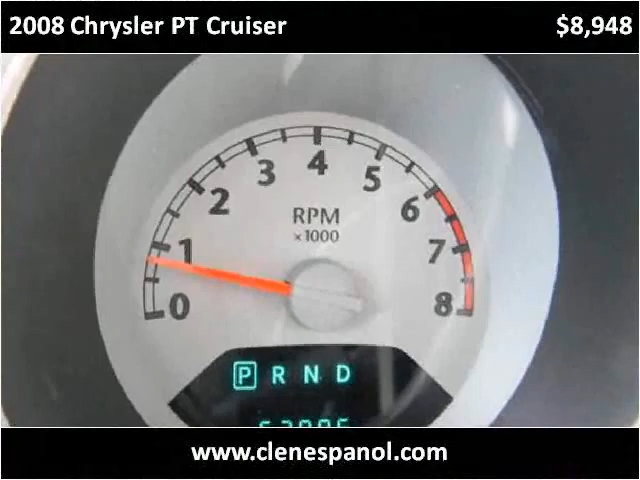 2008 Chrysler PT Cruiser $8,948
4
3 5
2 6
RPM
x1000
1 7
0 8
P R N D
www.clenespanol.com